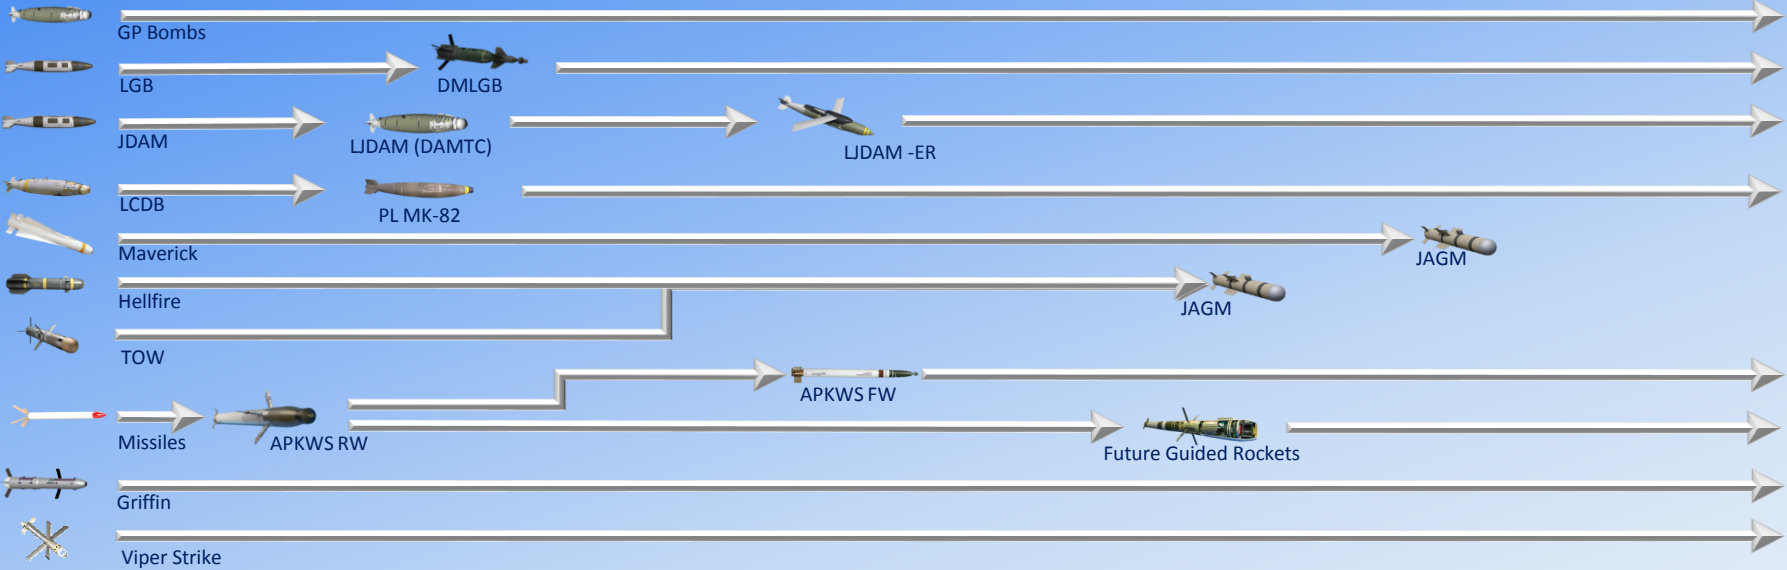 GP Bombs
LGB
DMLGB
JDAM
LJDAM (DAMTC)
LJDAM -ER
LCDB
PL MK-82
Maverick
JAGM
Hellfire
JAGM
TOW
APKWS FW
Missiles
APKWS RW
Future Guided Rockets
Griffin
Viper Strike